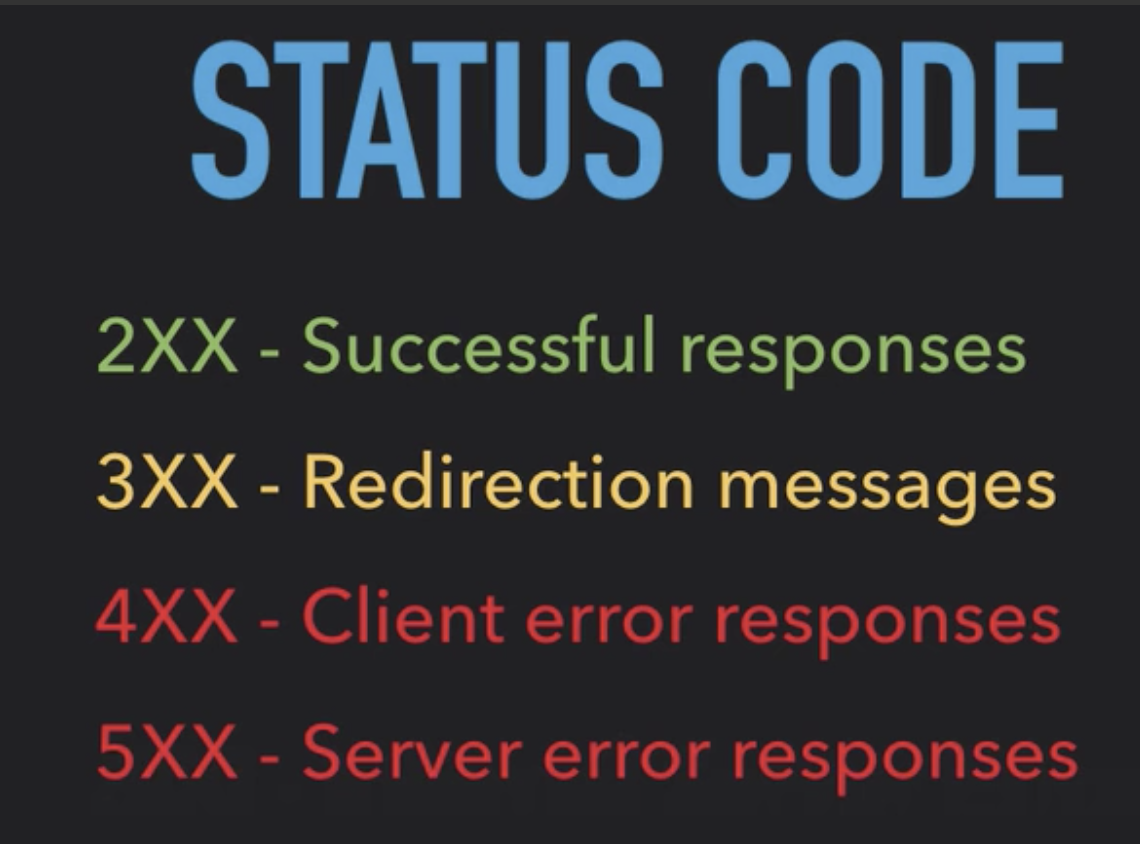 STATUS CODE
2XX - Successful responses
3XX - Redirection messages
4XX - Client error responses
5XX - Server error responses